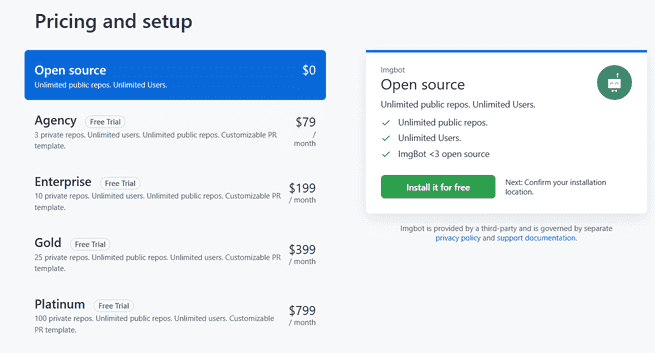 Pricing and setup
Open source
$0
Unlimited public repos. Unlimited Users.
Agency
Free Trial
$79
/
month
3 private repos. Unlimited users. Unlimited public repos. Customizable PR
template.
Enterprise
Free Trial
$199
/ month
10 private repos. Unlimited users. Unlimited public repos. Customizable PR
template.
Gold
Free Trial
$399
/ month
25 private repos. Unlimited public repos. Unlimited users. Customizable PR
template.
Platinum
Free Trial
$799
/ month
100 private repos. Unlimited public repos. Unlimited users. Customizable
PR template.
Imgbot
Open source
Unlimited public repos. Unlimited Users.
Unlimited public repos.
Unlimited Users.
ImgBot <3 open source
Install it for free
Next: Confirm your installation
location.
Imgbot is provided by a third-party and is governed by separate
privacy policy and support documentation.